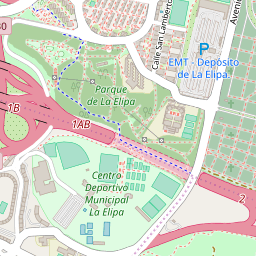 30
Calle San Lamberto
Avenid
P
EMT - Depósito
de La Elipa
Parque
de La Elipa
1B
1AB
Centro
Deportivo
Municipal
La Elipa
2